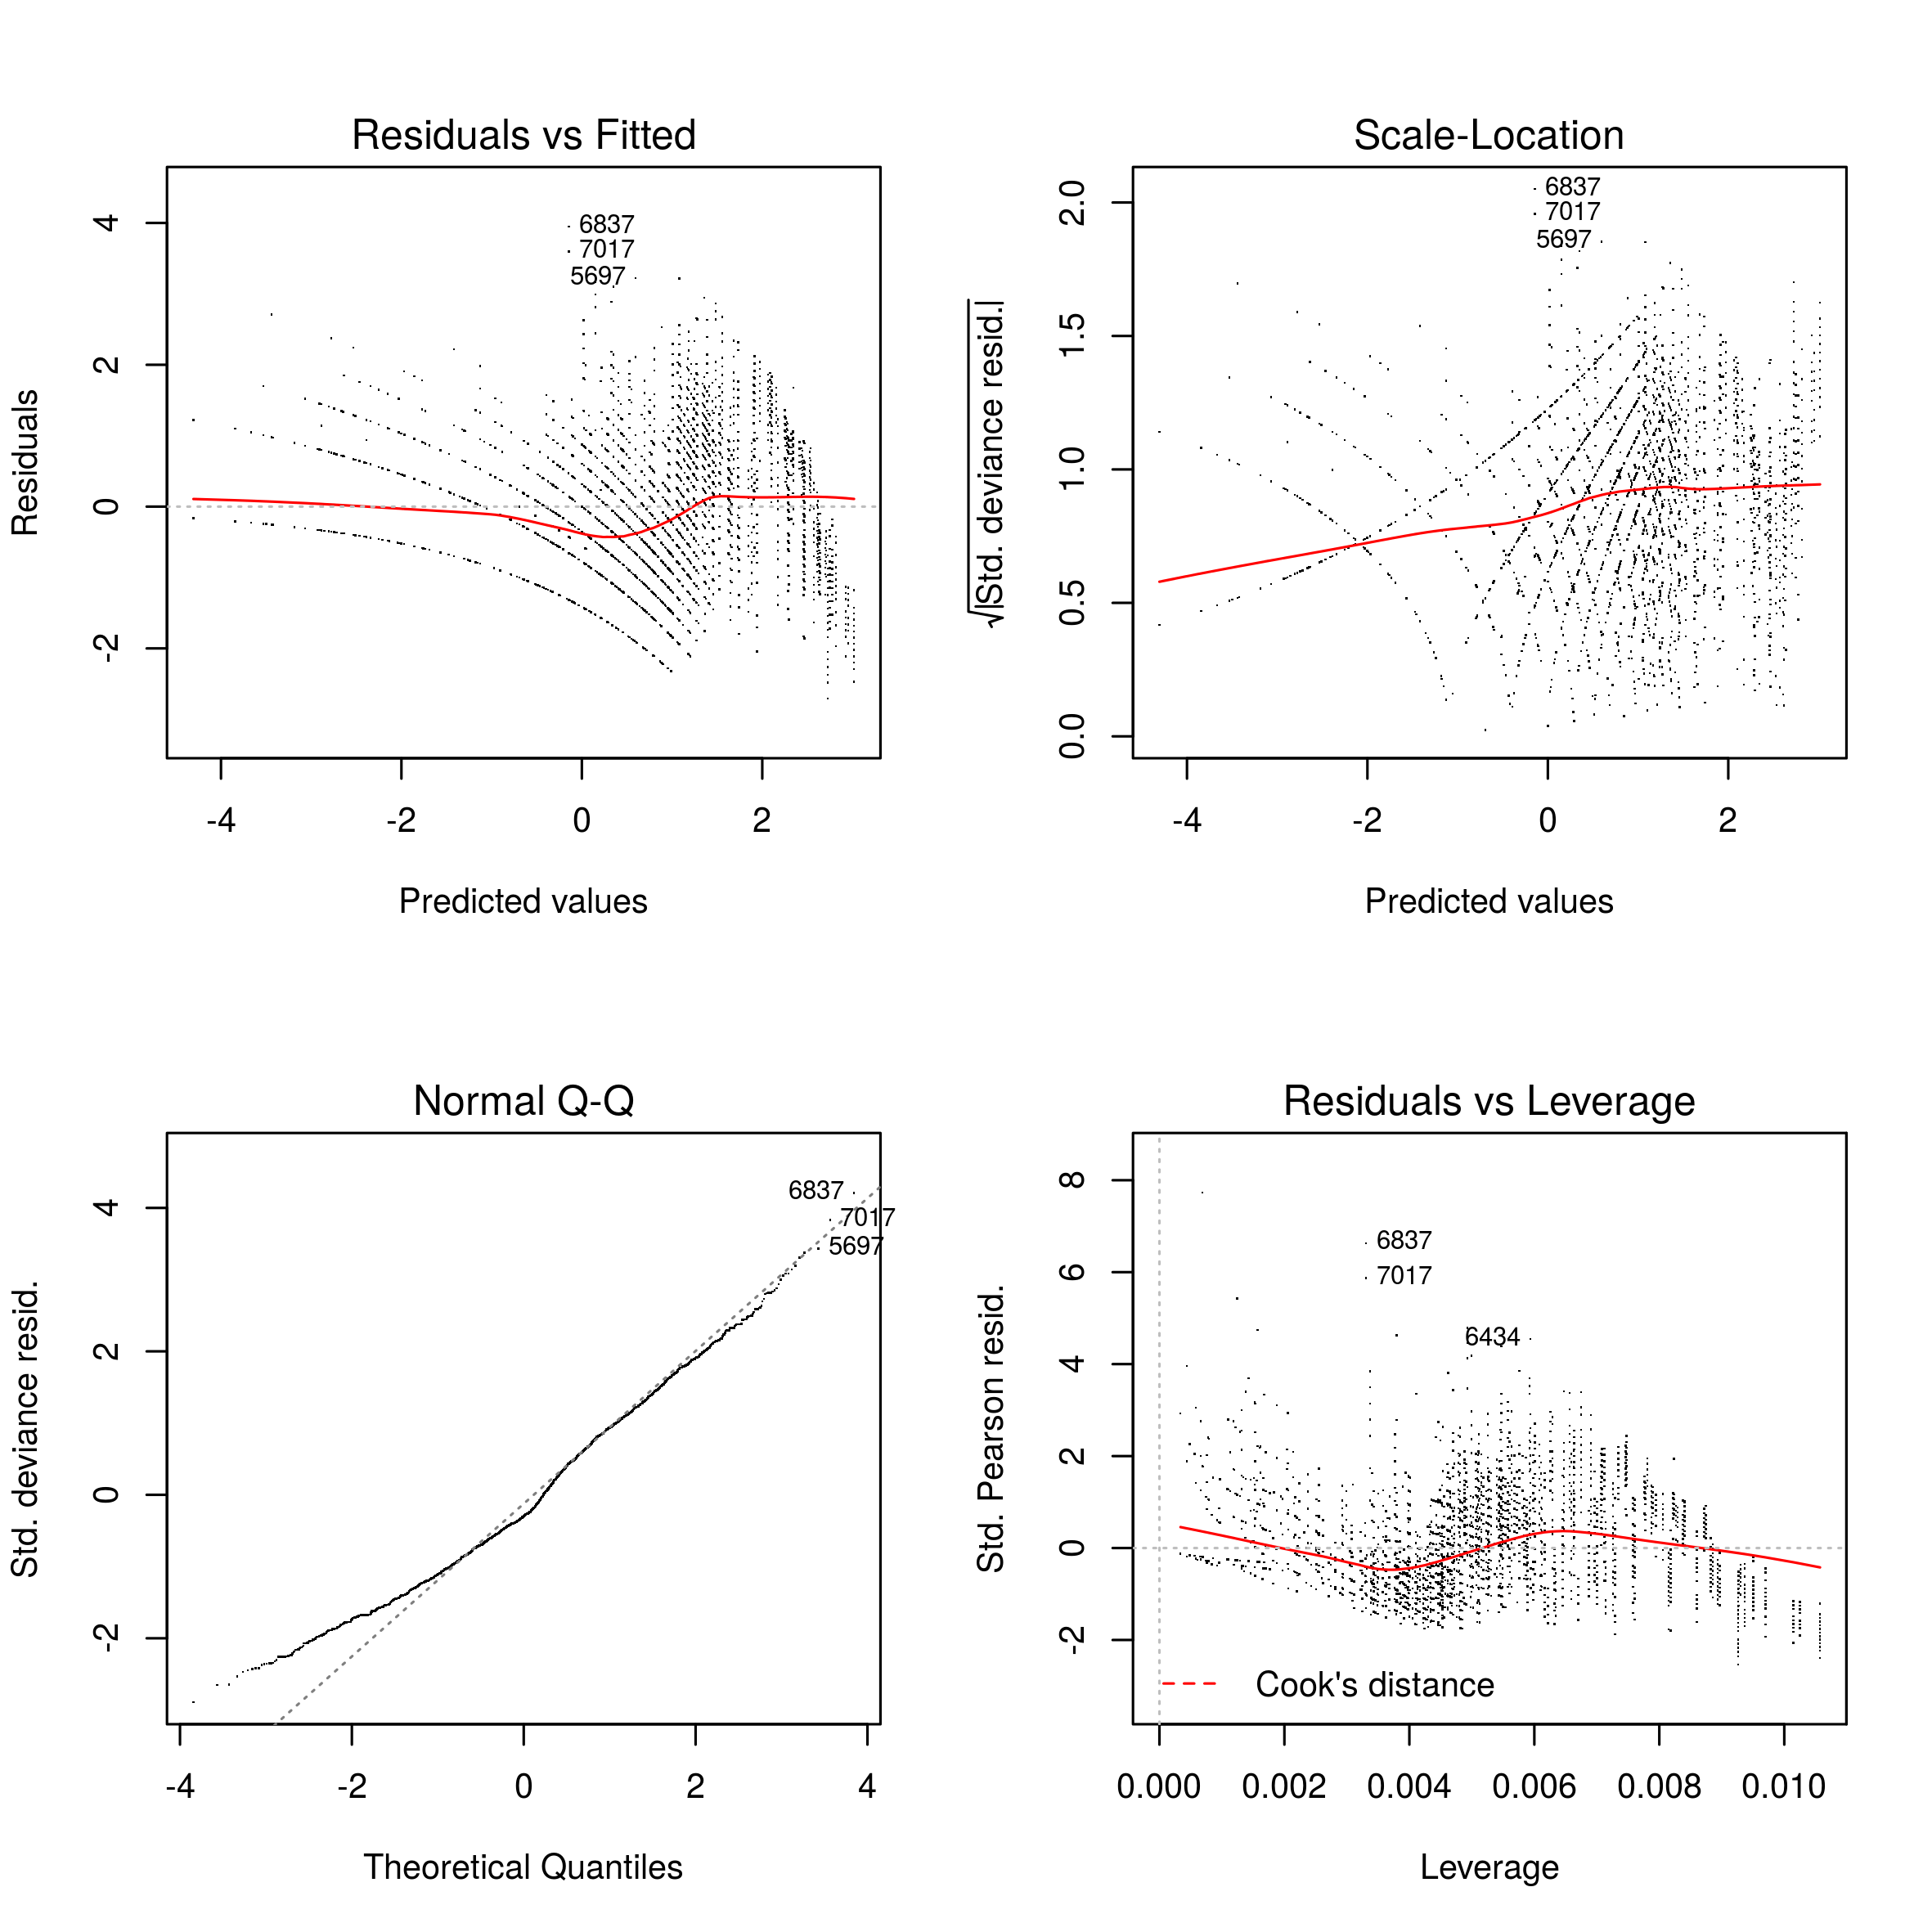 Residuals vs Fitted
Residuals
4
2
0
-2
6837
7017
5697
-4 -2 0 2
Predicted values
Scale-Location
√|Std. deviance resid.|
2.0
1.5
1.0
0.5
0.0
6837
7017
5697
-4 -2 0 2
Predicted values
Normal Q-Q
Std. deviance resid.
4
2
0
-2
6837
7017
5697
-4 -2 0 2 4
Theoretical Quantiles
Residuals vs Leverage
Std. Pearson resid.
8
6
4
2
0
-2
6837
7017
6434
Cook's distance
0.000 0.002 0.004 0.006 0.008 0.010
Leverage